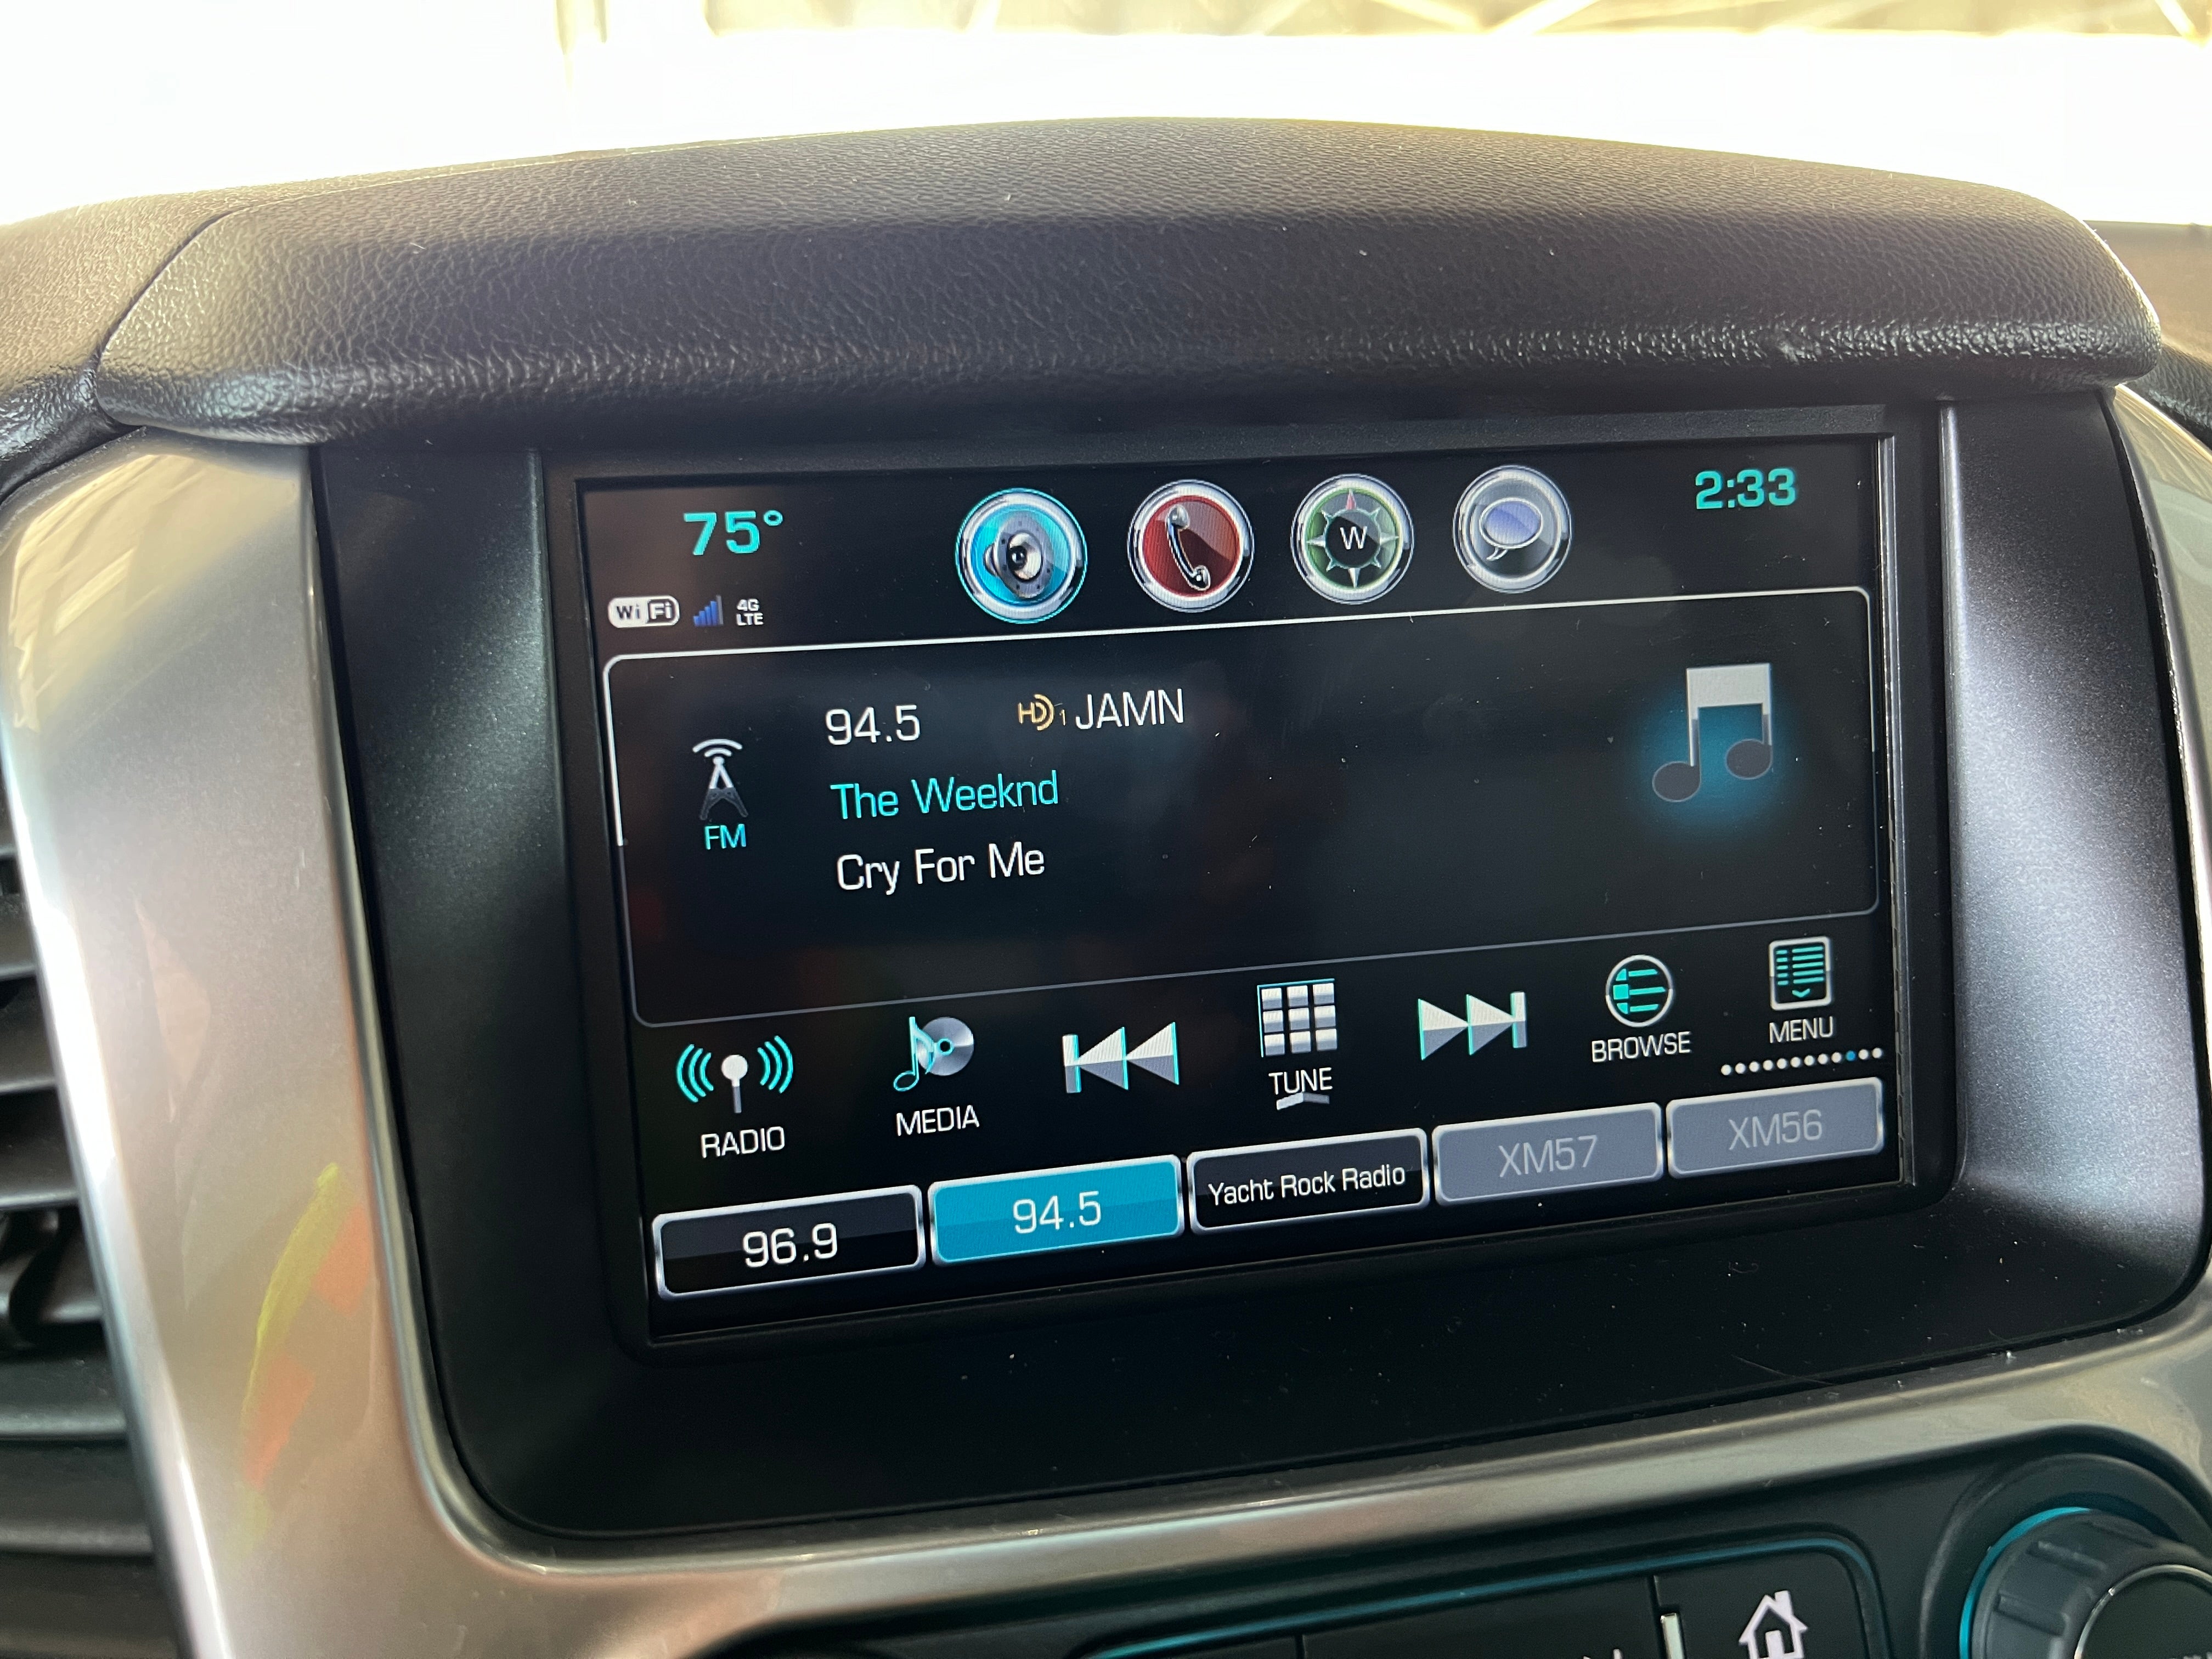 75° 2:33
W
WiFi 4G
LTE
94.5 HD1 JAMN
The Weeknd
FM
Cry For Me
RADIO MEDIA TUNE BROWSE MENU
96.9 94.5 Yacht Rock Radio XM57 XM56